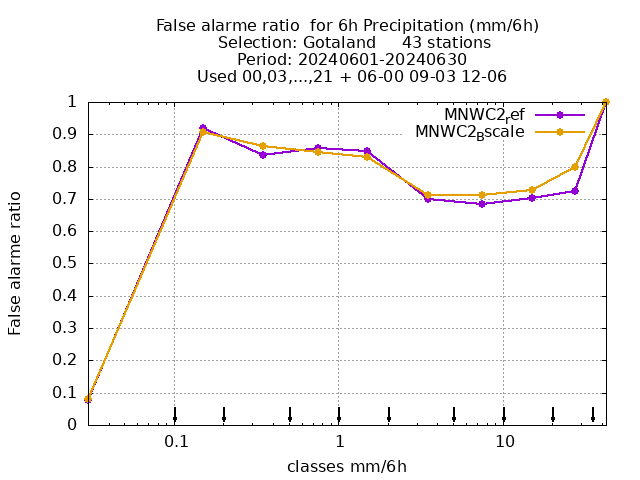 False alarme ratio  for 6h Precipitation (mm/6h)
Selection: Gotaland     43 stations
Period: 20240601-20240630
Used 00,03,...,21 + 06-00 09-03 12-06
MNWC2_ref
MNWC2_Bscale
1
0.9
0.8
0.7
0.6
0.5
0.4
0.3
0.2
0.1
0
False alarme ratio
0.1 1 10
classes mm/6h